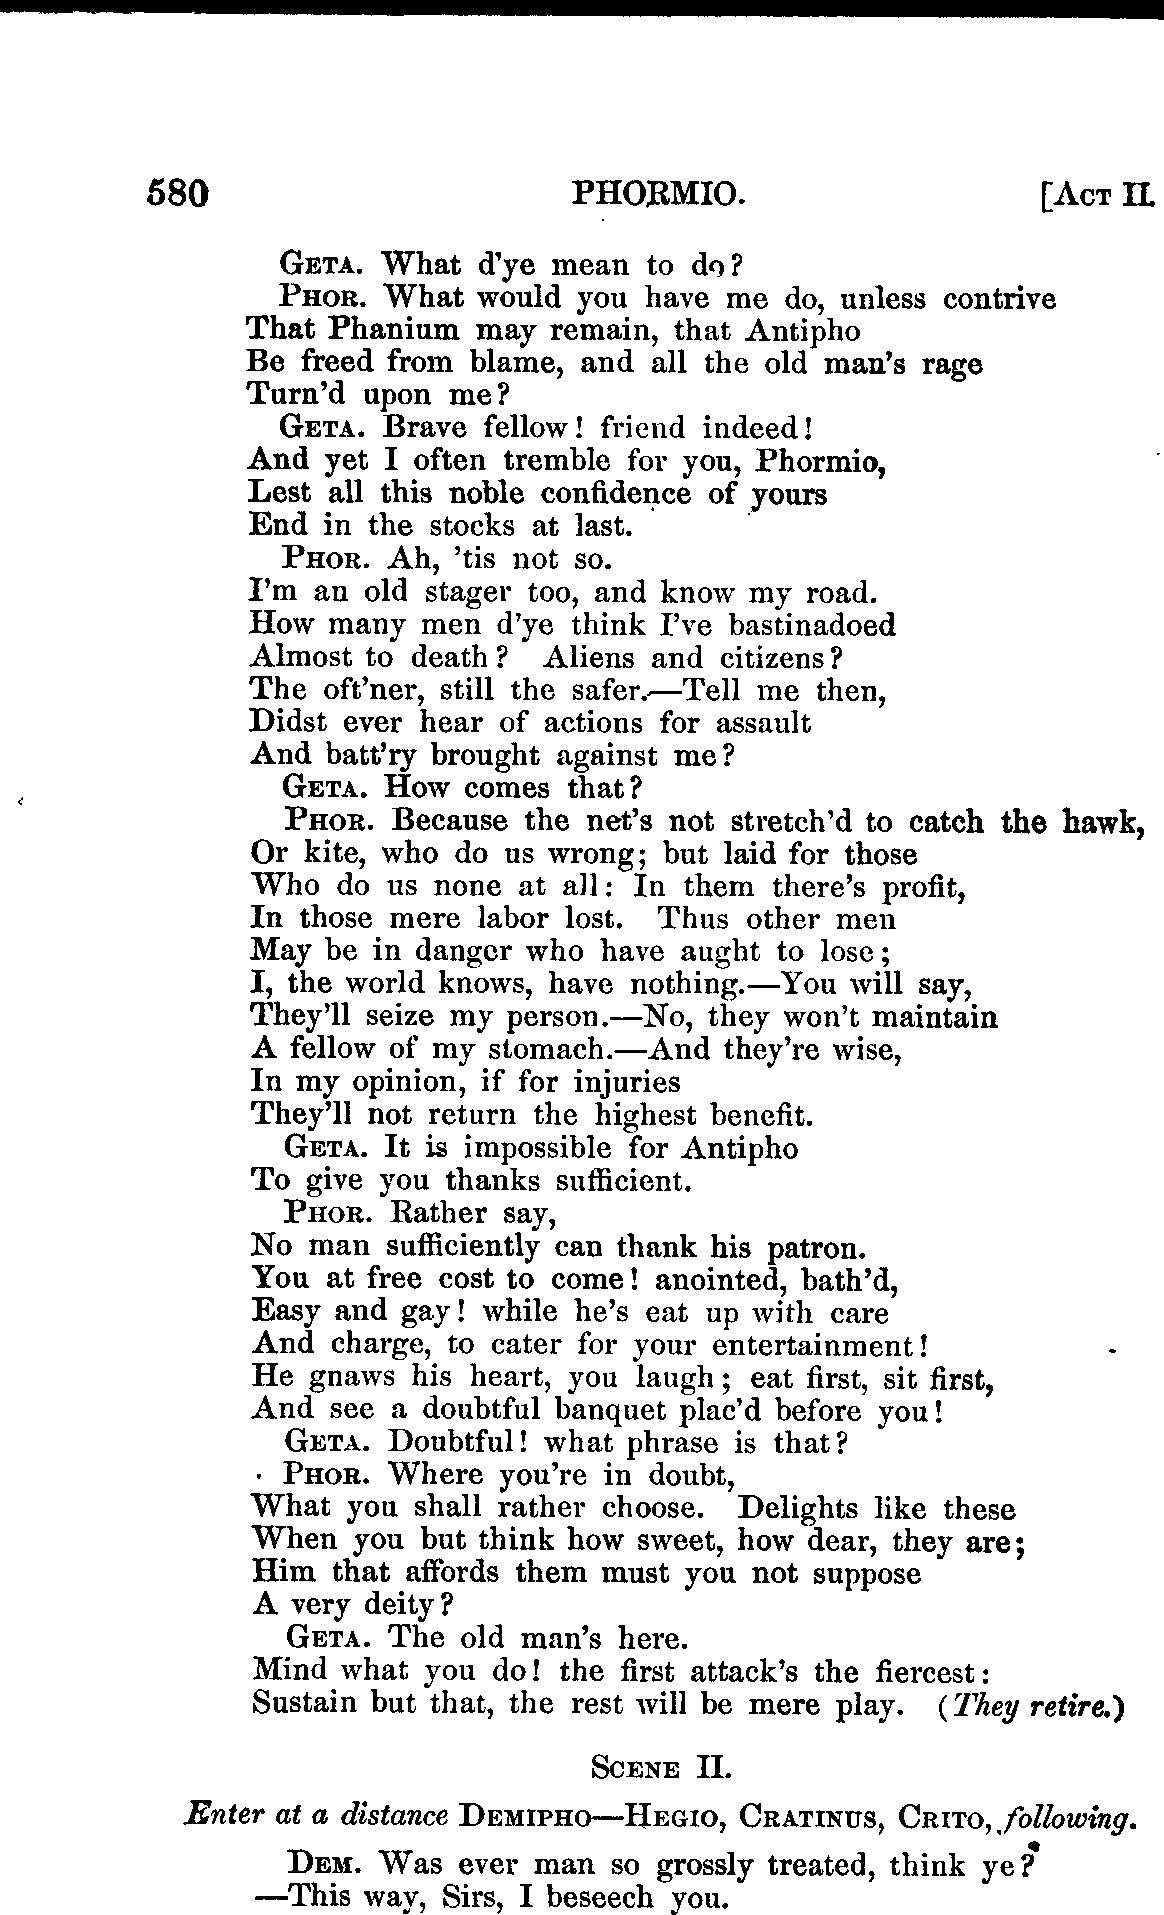 580 PHORMIO. [ACT II.
GETA. What d'ye mean to do?
PHOR. What would you have me do, unless contrive
That Phanium may remain, that Antipho
Be freed from blame, and all the old man's rage
Turn'd upon me?
GETA. Brave fellow! friend indeed!
And yet I often tremble for you, Phormio,
Lest all this noble confidence of yours
End in the stocks at last.
PHOR. Ah, 'tis not so.
I'm an old stager too, and know my road.
How many men d'ye think I've bastinadoed
Almost to death? Aliens and citizens?
The oft'ner, still the safer.—Tell me then,
Didst ever hear of actions for assault
And batt'ry brought against me?
GETA. How comes that?
PHOR. Because the net's not stretch'd to catch the hawk,
Or kite, who do us wrong; but laid for those
Who do us none at all: In them there's profit,
In those mere labor lost. Thus other men
May be in danger who have aught to lose;
I, the world knows, have nothing.—You will say,
They'll seize my person.—No, they won't maintain
A fellow of my stomach.—And they're wise,
In my opinion, if for injuries
They'll not return the highest benefit.
GETA. It is impossible for Antipho
To give you thanks sufficient.
PHOR. Rather say,
No man sufficiently can thank his patron.
You at free cost to come! anointed, bath'd,
Easy and gay! while he's eat up with care
And charge, to cater for your entertainment!
He gnaws his heart, you laugh; eat first, sit first,
And see a doubtful banquet plac'd before you!
GETA. Doubtful! what phrase is that?
PHOR. Where you're in doubt,
What you shall rather choose. Delights like these
When you but think how sweet, how dear, they are;
Him that affords them must you not suppose
A very deity?
GETA. The old man's here.
Mind what you do! the first attack's the fiercest:
Sustain but that, the rest will be mere play. (They retire.)
SCENE II.
Enter at a distance DEMIPHO—HEGIO, CRATINUS, CRITO, following.
DEM. Was ever man so grossly treated, think ye?
—This way, Sirs, I beseech you.